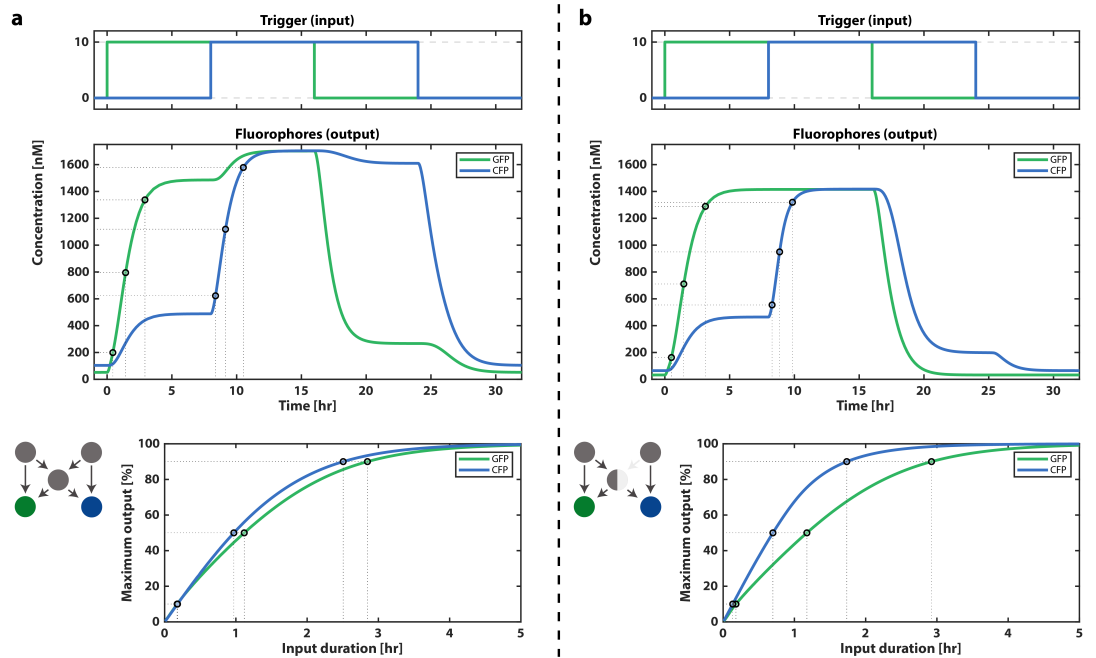 a
Trigger (input)
10
0
Fluorophores (output)
Concentration [nM]
1600
1400
1200
1000
800
600
400
200
0
GFP
CFP
0 5 10 15 20 25 30
Time [hr]
Maximum output [%]
100
80
60
40
20
0
GFP
CFP
0 1 2 3 4 5
Input duration [hr]
b
Trigger (input)
10
0
Fluorophores (output)
Concentration [nM]
1600
1400
1200
1000
800
600
400
200
0
GFP
CFP
0 5 10 15 20 25 30
Time [hr]
Maximum output [%]
100
80
60
40
20
0
GFP
CFP
0 1 2 3 4 5
Input duration [hr]